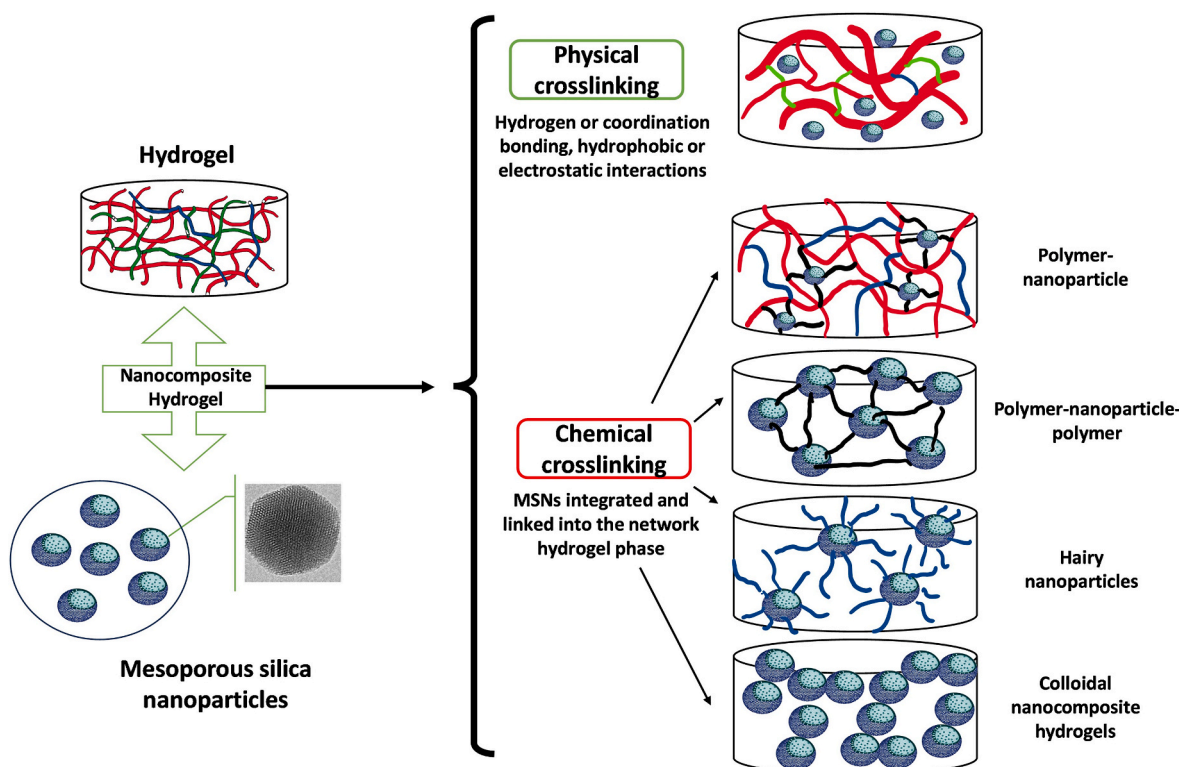 Hydrogel
Nanocomposite
Hydrogel
Mesoporous silica
nanoparticles
Physical
crosslinking
Hydrogen or coordination
bonding, hydrophobic or
electrostatic interactions
Chemical
crosslinking
MSNs integrated and
linked into the network
hydrogel phase
Polymer-
nanoparticle
Polymer-nanoparticle-
polymer
Hairy
nanoparticles
Colloidal
nanocomposite
hydrogels